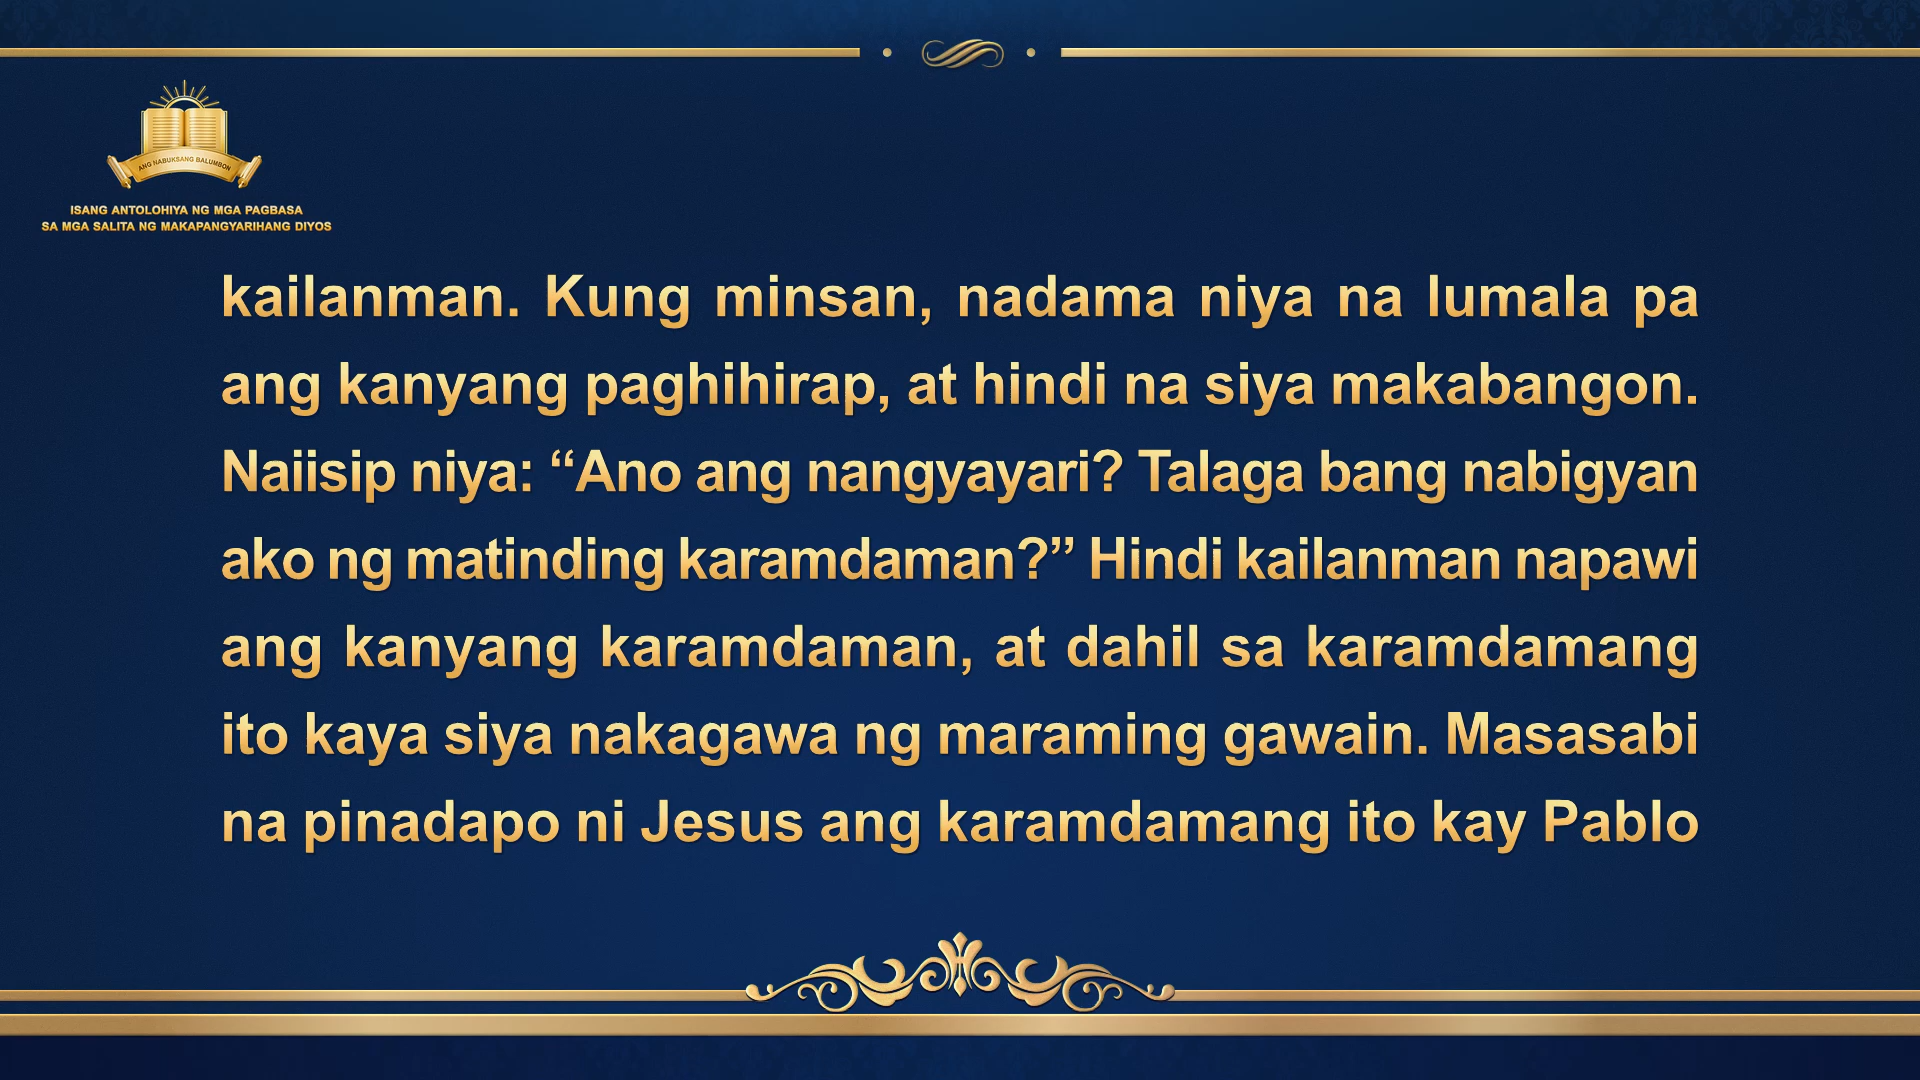 ANG NABUKSANG BALUMBON
ISANG ANTOLOHIYA NG MGA PAGBASA
SA MGA SALITA NG MAKAPANGYARIHANG DIYOS
kailanman. Kung minsan, nadama niya na lumala pa
ang kanyang paghihirap, at hindi na siya makabangon.
Naiisip niya: “Ano ang nangyayari? Talaga bang nabigyan
ako ng matinding karamdaman?” Hindi kailanman napawi
ang kanyang karamdaman, at dahil sa karamdamang
ito kaya siya nakagawa ng maraming gawain. Masasabi
na pinadapo ni Jesus ang karamdamang ito kay Pablo